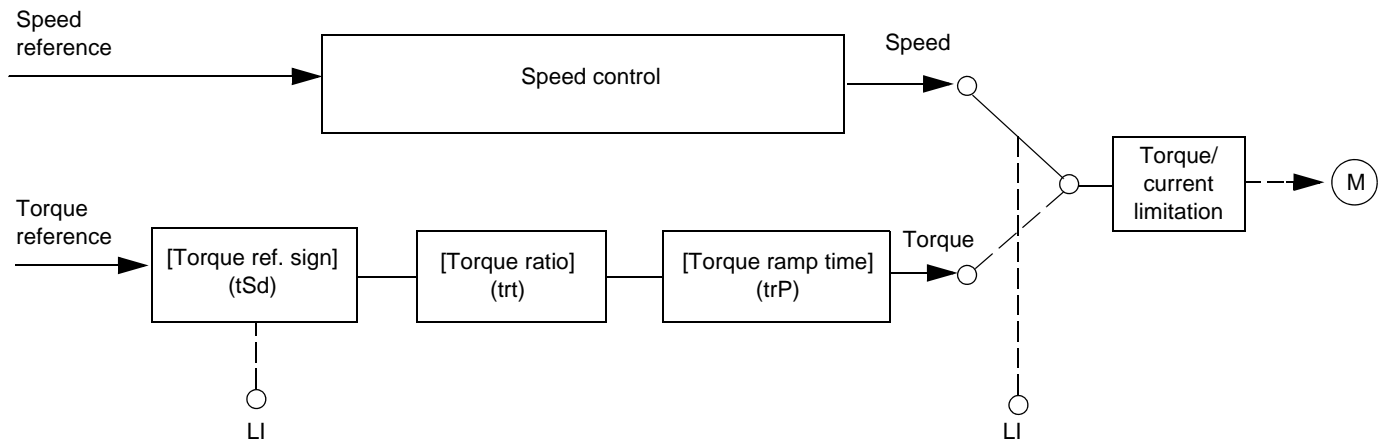 Speed
reference
Speed control
Speed
Torque/
current
limitation
M
Torque
reference
[Torque ref. sign]
(tSd)
[Torque ratio]
(trt)
[Torque ramp time]
(trP)
Torque
LI
LI